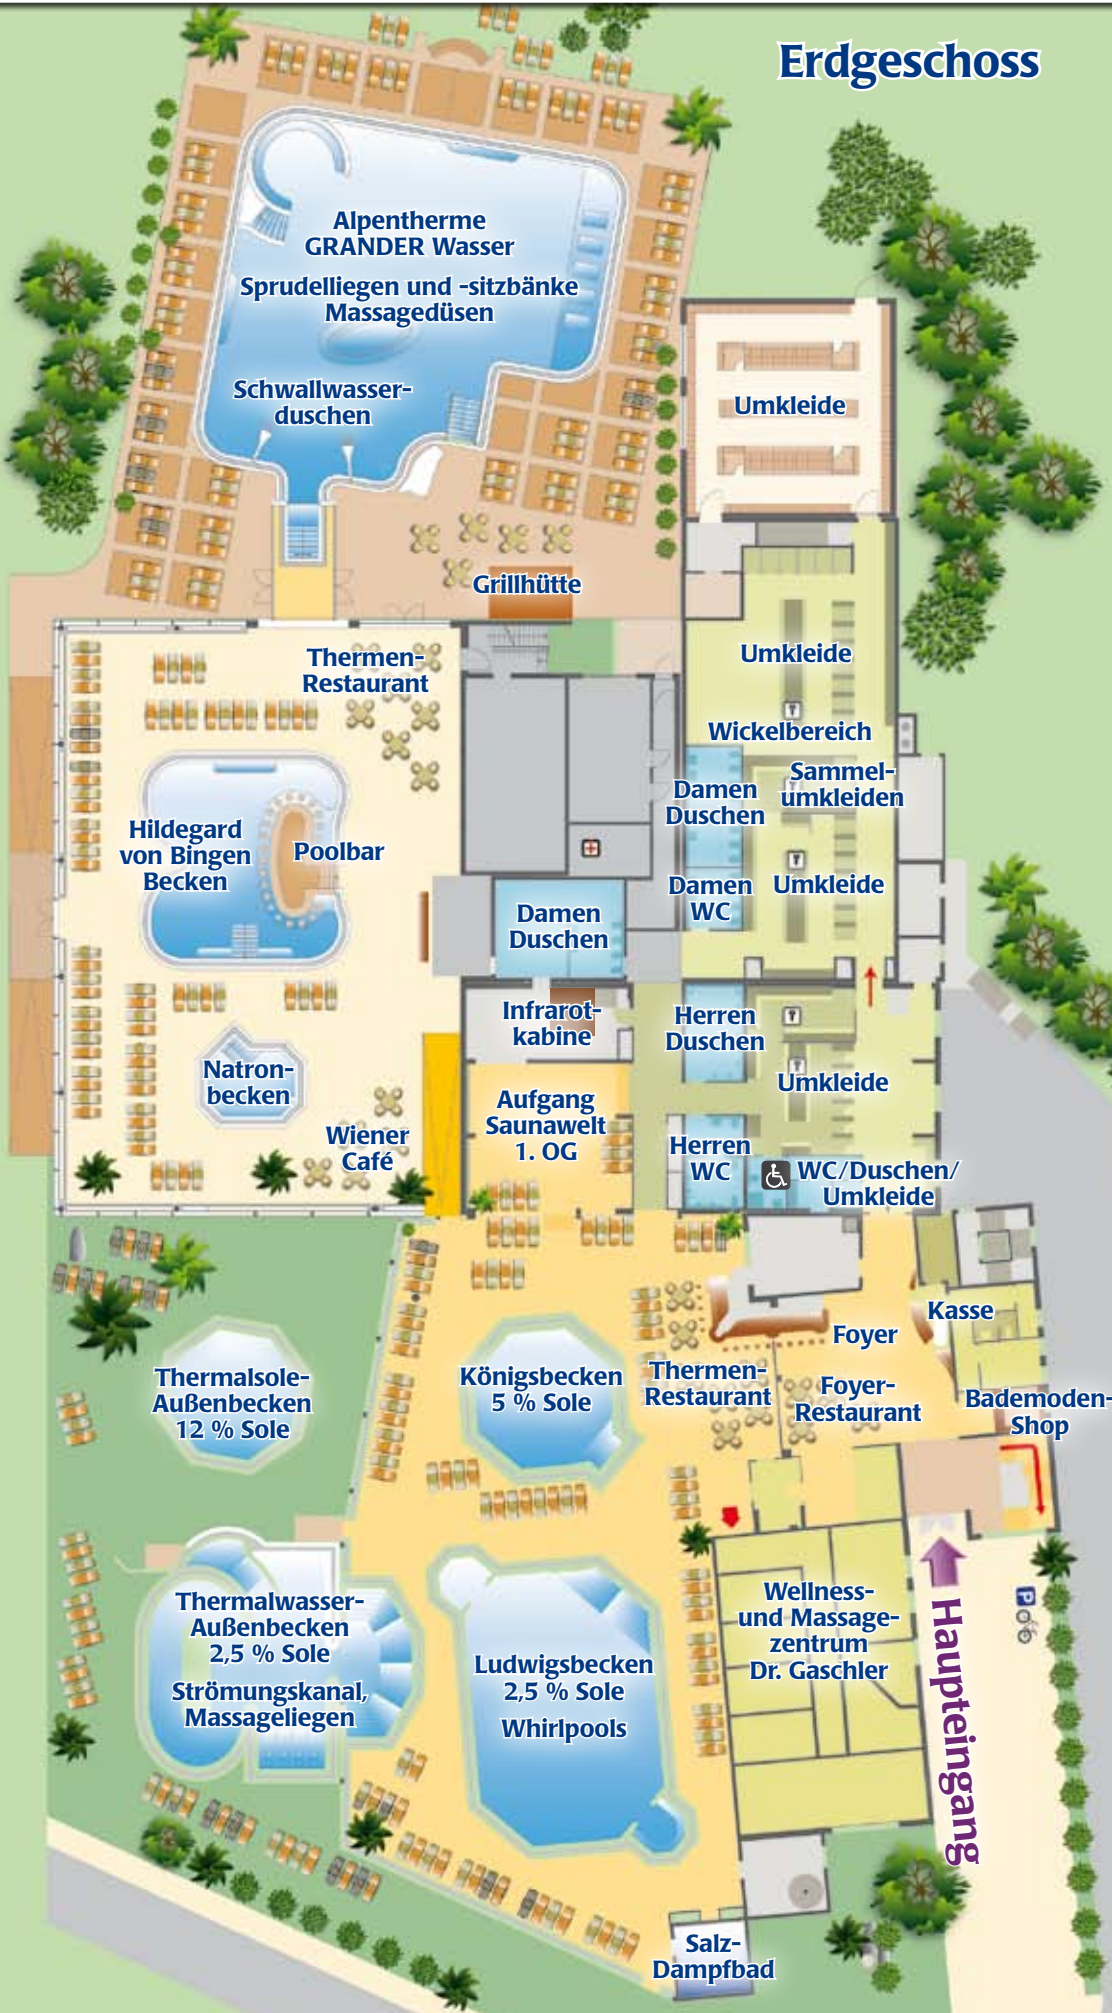 Erdgeschoss
Alpentherme
GRANDER Wasser
Sprudelliegen und -sitzbänke
Massagedüsen
Schwallwasser-
duschen
Umkleide
Grillhütte
Thermen-
Restaurant
Umkleide
Wickelbereich
Sammel-
umkleiden
Damen
Duschen
Hildegard
von Bingen
Becken
Poolbar
Damen
WC
Umkleide
Damen
Duschen
Infrarot-
kabine
Herren
Duschen
Natron-
becken
Umkleide
Aufgang
Saunawelt
1. OG
Wiener
Café
Herren
WC
WC/Duschen/
Umkleide
Kasse
Foyer
Thermalsole-
Außenbecken
12 % Sole
Königsbecken
5 % Sole
Thermen-
Restaurant
Foyer-
Restaurant
Bademoden-
Shop
Thermalwasser-
Außenbecken
2,5 % Sole
Strömungskanal,
Massageliegen
Ludwigsbecken
2,5 % Sole
Whirlpools
Wellness-
und Massage-
zentrum
Dr. Gaschler
P
Haupteingang
Salz-
Dampfbad